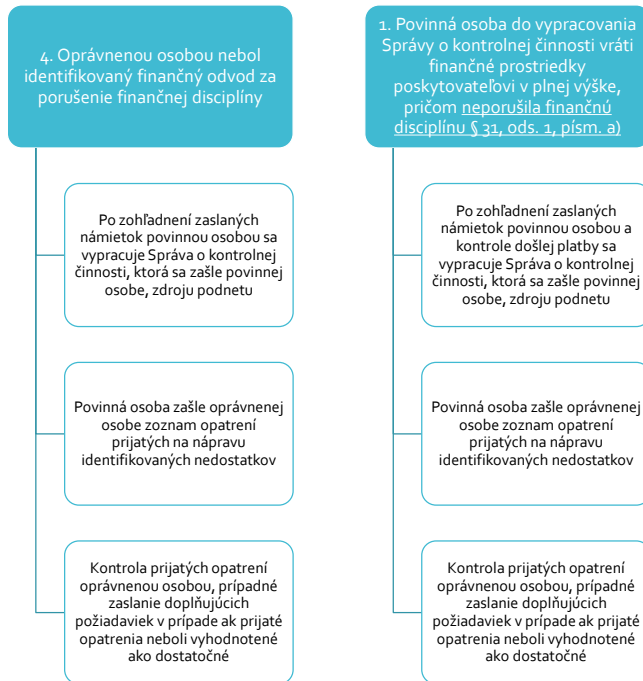 4. Oprávnenou osobou nebol
identifikovaný finančný odvod za
porušenie finančnej disciplíny
Po zohľadnení zaslaných
námietok povinnou osobou sa
vypracuje Správa o kontrolnej
činnosti, ktorá sa zašle povinnej
osobe, zdroju podnetu
Povinná osoba zašle oprávnenej
osobe zoznam opatrení
prijatých na nápravu
identifikovaných nedostatkov
Kontrola prijatých opatrení
oprávnenou osobou, prípadné
zaslanie doplňujúcich
požiadaviek v prípade ak prijaté
opatrenia neboli vyhodnotené
ako dostatočné
1. Povinná osoba do vypracovania
Správy o kontrolnej činnosti vráti
finančné prostriedky
poskytovateľovi v plnej výške,
pričom neporušila finančnú
disciplínu § 31, ods. 1, písm. a)
Po zohľadnení zaslaných
námietok povinnou osobou a
kontrole došlej platby sa
vypracuje Správa o kontrolnej
činnosti, ktorá sa zašle povinnej
osobe, zdroju podnetu
Povinná osoba zašle oprávnenej
osobe zoznam opatrení
prijatých na nápravu
identifikovaných nedostatkov
Kontrola prijatých opatrení
oprávnenou osobou, prípadné
zaslanie doplňujúcich
požiadaviek v prípade ak prijaté
opatrenia neboli vyhodnotené
ako dostatočné